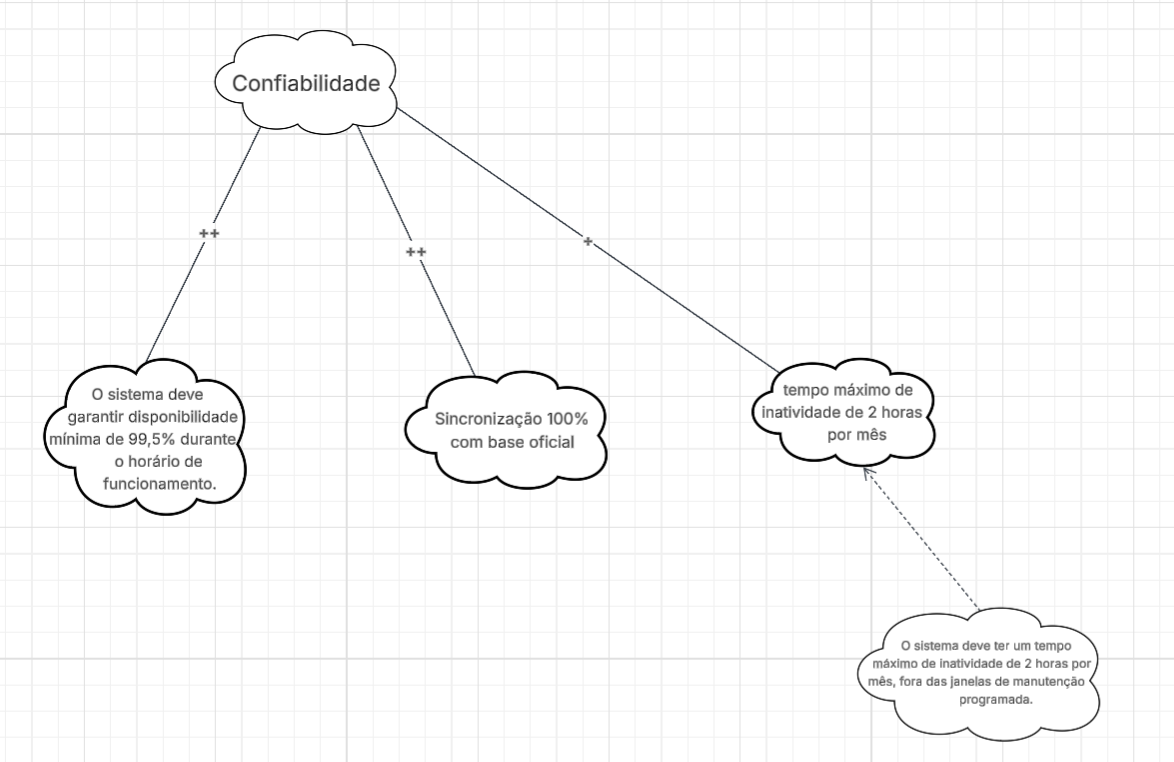 Confiabilidade
++
++
+
O sistema deve
garantir disponibilidade
mínima de 99,5% durante
o horário de
funcionamento.
Sincronização 100%
com base oficial
tempo máximo de
inatividade de 2 horas
por mês
O sistema deve ter um tempo
máximo de inatividade de 2 horas por
mês, fora das janelas de manutenção
programada.